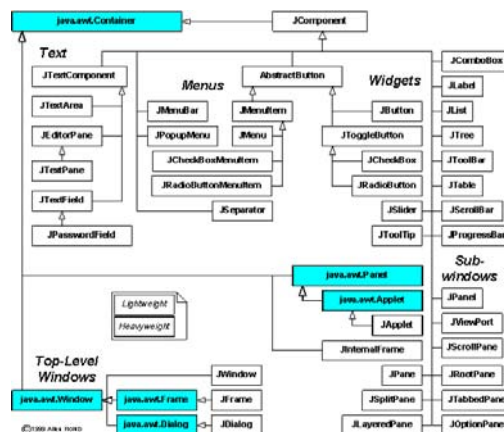 java.awt.Container
JComponent
Text
JTextComponent
Menus
AbstractButton
Widgets
JComboBox
JLabel
JTextArea
JMenuBar
JMenuItem
JButton
JList
JEditorPane
JPopupMenu
JMenu
JToggleButton
JTree
JTextPane
JCheckBoxMenuItem
JCheckBox
JToolBar
JTextField
JRadioButtonMenuItem
JRadioButton
JTable
JPasswordField
JSeparator
JSlider
JScrollBar
JToolTip
JProgressBar
java.awt.Panel
Sub-
windows
java.awt.Applet
JPanel
Lightweight
Heavyweight
JApplet
JViewPort
JInternalFrame
JScrollPane
Top-Level
Windows
JWindow
JPane
JRootPane
java.awt.Window
java.awt.Frame
JFrame
JSplitPane
JTabbedPane
java.awt.Dialog
JDialog
JLayeredPane
JOptionPane